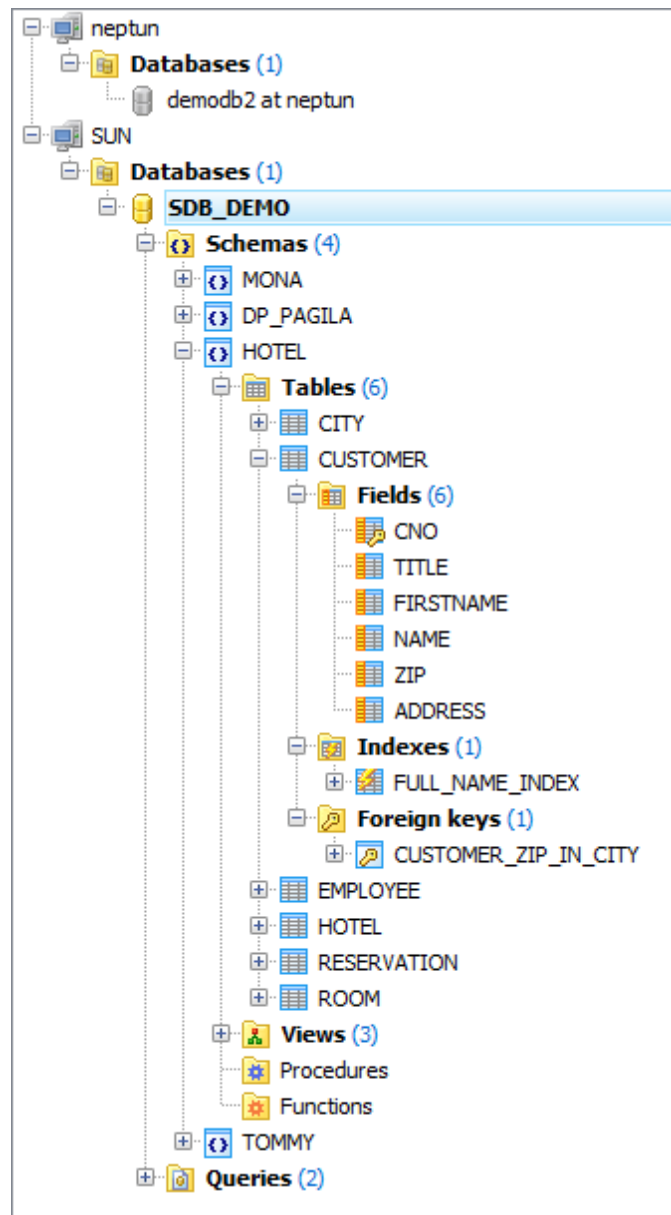 neptun
Databases (1)
demodb2 at neptun
SUN
Databases (1)
SDB_DEMO
Schemas (4)
MONA
DP_PAGILA
HOTEL
Tables (6)
CITY
CUSTOMER
Fields (6)
CNO
TITLE
FIRSTNAME
NAME
ZIP
ADDRESS
Indexes (1)
FULL_NAME_INDEX
Foreign keys (1)
CUSTOMER_ZIP_IN_CITY
EMPLOYEE
HOTEL
RESERVATION
ROOM
Views (3)
Procedures
Functions
TOMMY
Queries (2)